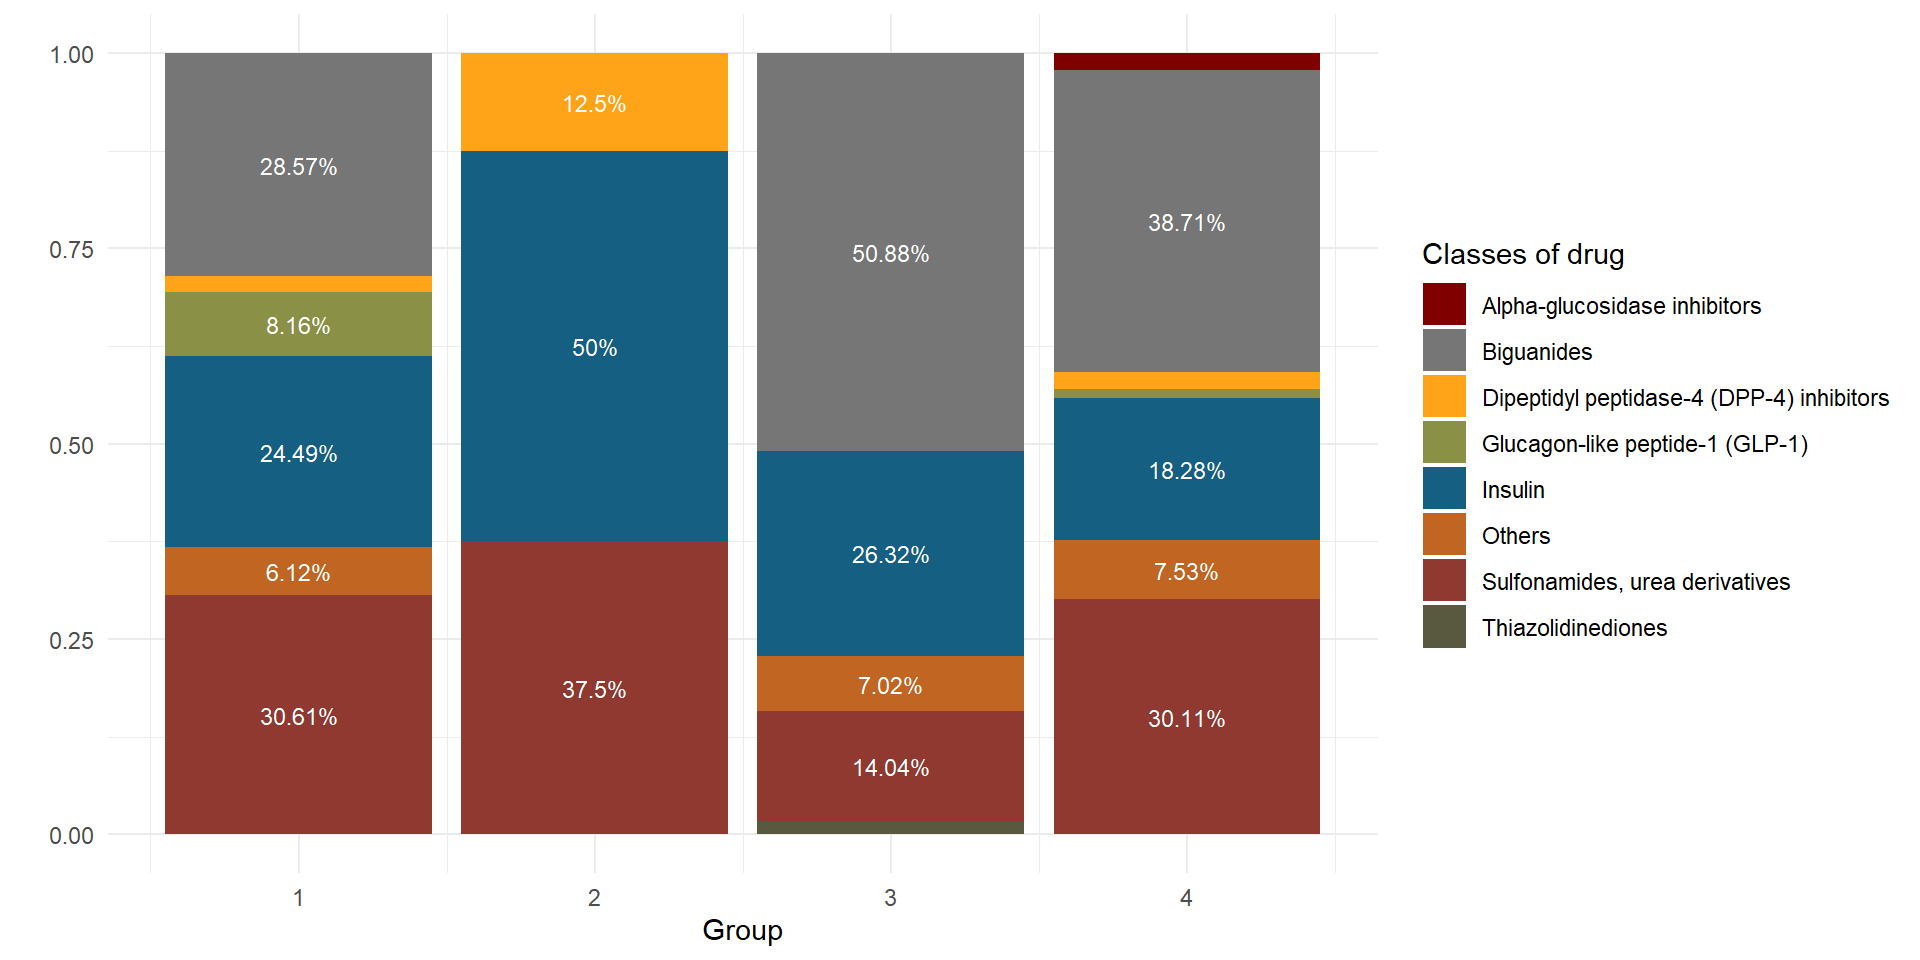 1.00
0.75
0.50
0.25
0.00
28.57%
8.16%
24.49%
6.12%
30.61%
12.5%
50%
37.5%
50.88%
26.32%
7.02%
14.04%
38.71%
18.28%
7.53%
30.11%
1
2
3
4
Group
Classes of drug
Alpha-glucosidase inhibitors
Biguanides
Dipeptidyl peptidase-4 (DPP-4) inhibitors
Glucagon-like peptide-1 (GLP-1)
Insulin
Others
Sulfonamides, urea derivatives
Thiazolidinediones